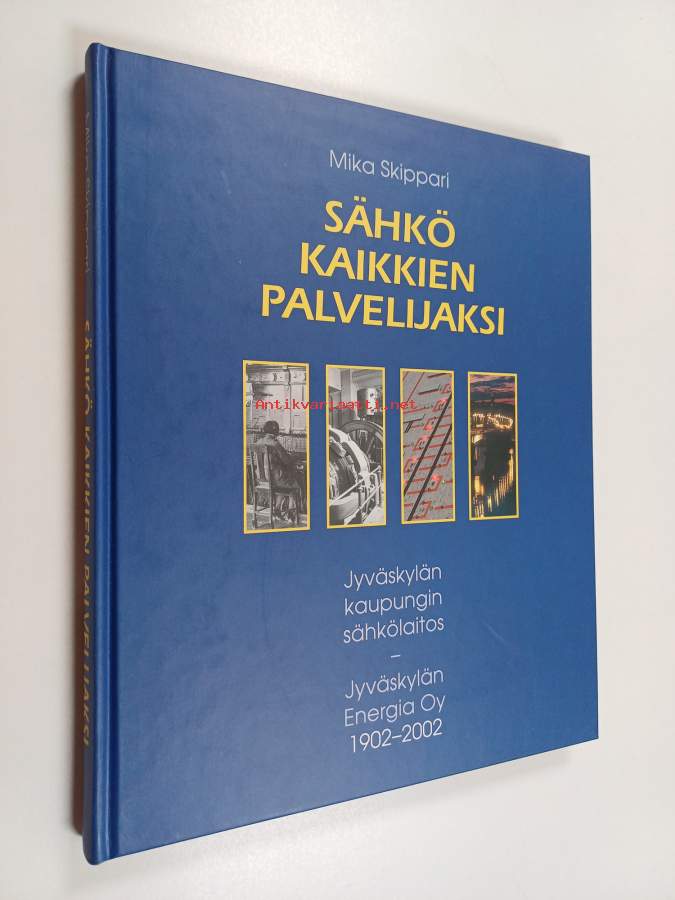 Mika Skippari
SÄHKÖ
KAIKKIEN
PALVELIJAKSI
Antikvariaatti.net
Jyväskylän
kaupungin
sähkölaitos
–
Jyväskylän
Energia Oy
1902–2002
Mika Skippari SÄHKÖ KAIKKIEN PALVELIJAKSI